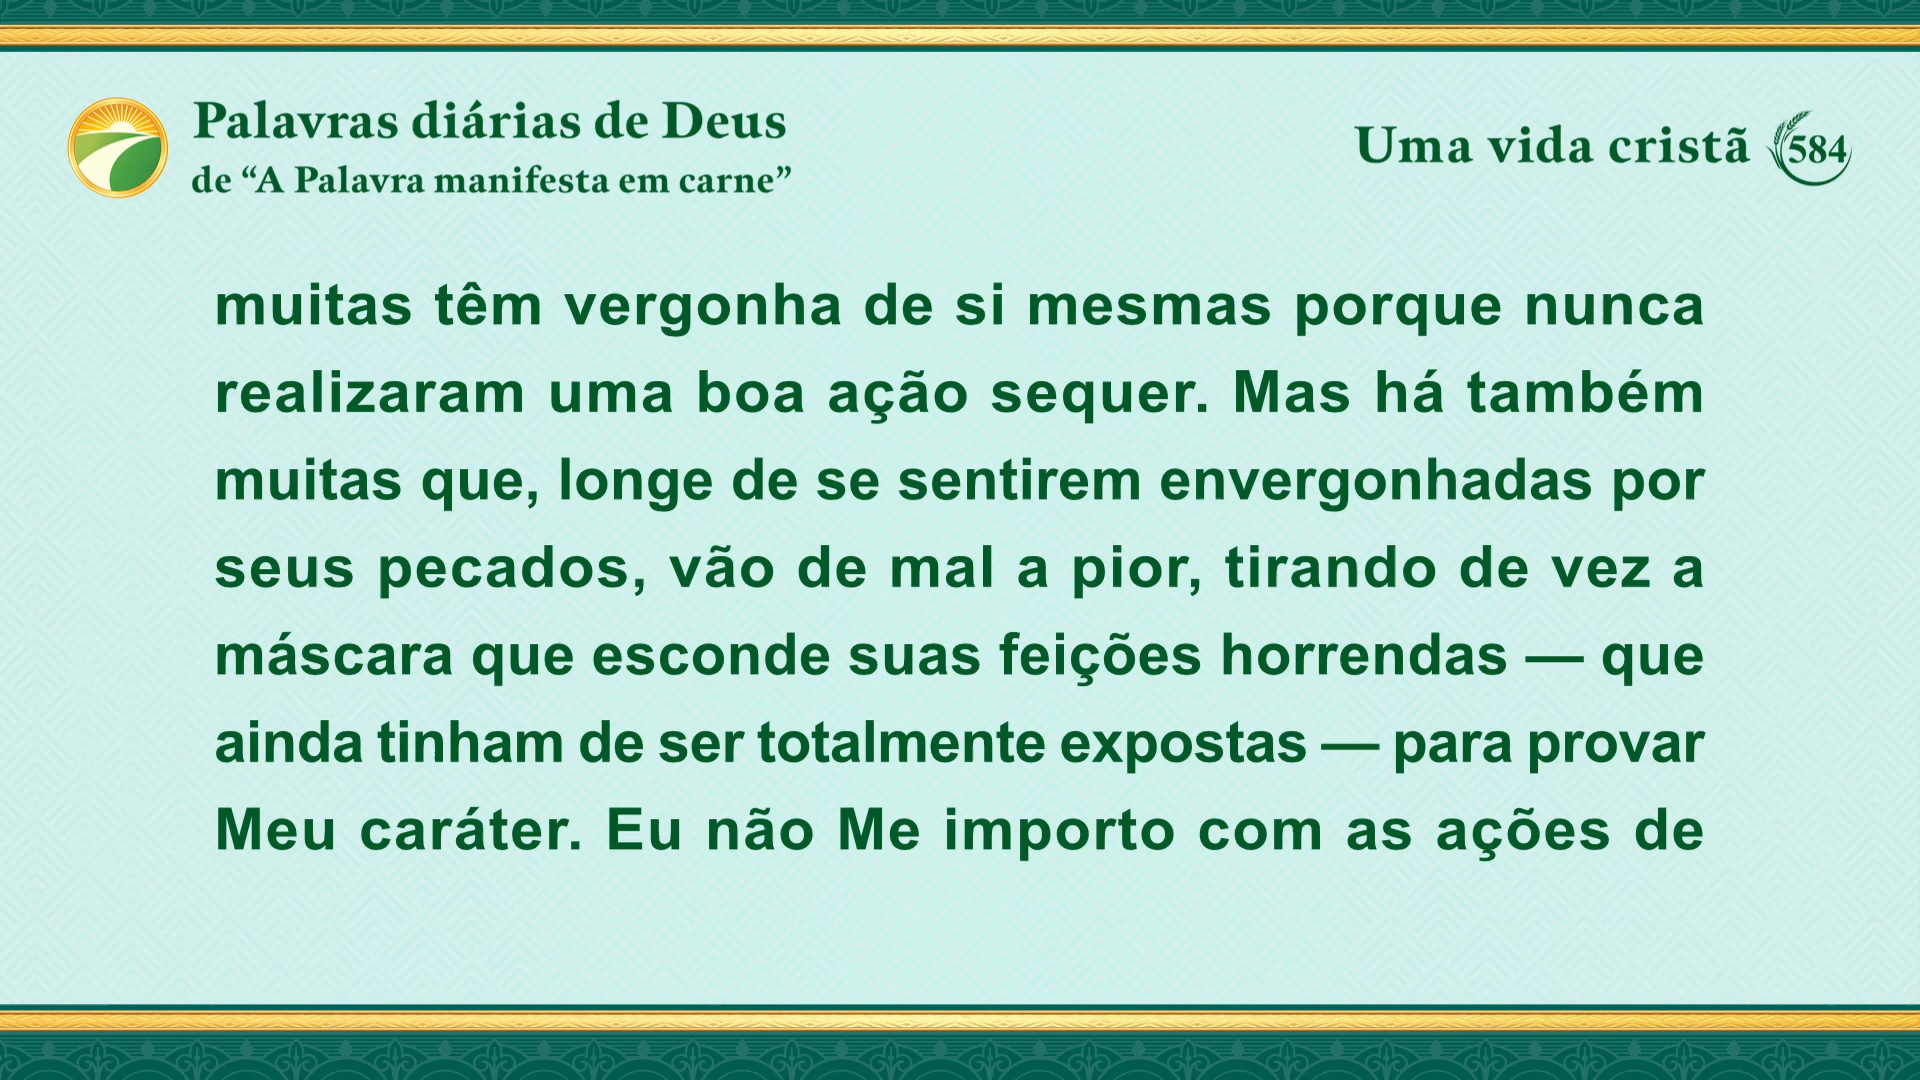 Palavras diárias de Deus
de “A Palavra manifesta em carne”
Uma vida cristã 584
muitas têm vergonha de si mesmas porque nunca
realizaram uma boa ação sequer. Mas há também
muitas que, longe de se sentirem envergonhadas por
seus pecados, vão de mal a pior, tirando de vez a
máscara que esconde suas feições horrendas — que
ainda tinham de ser totalmente expostas — para provar
Meu caráter. Eu não Me importo com as ações de